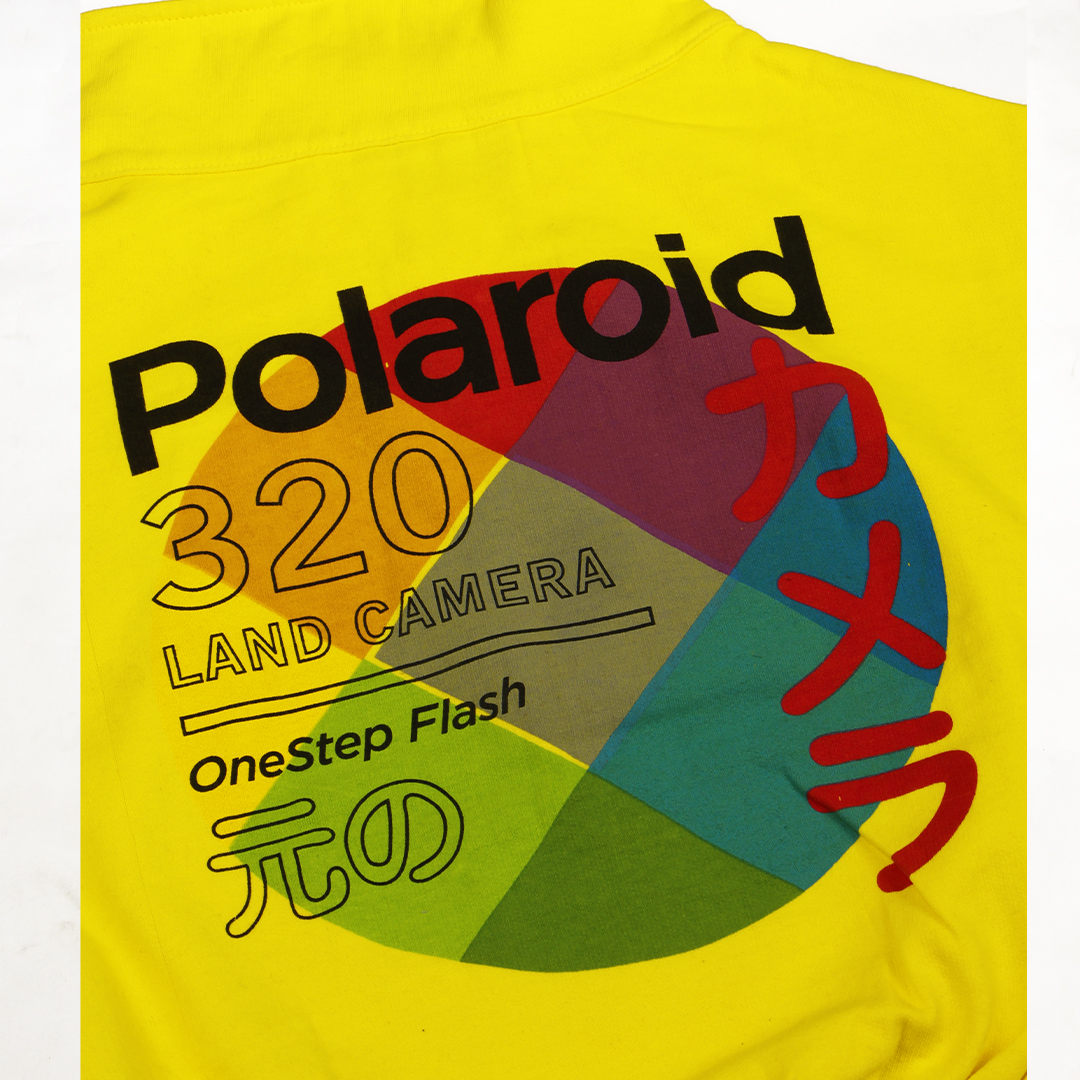 Polaroid
320
LAND CAMERA
OneStep Flash
元の
カメラ